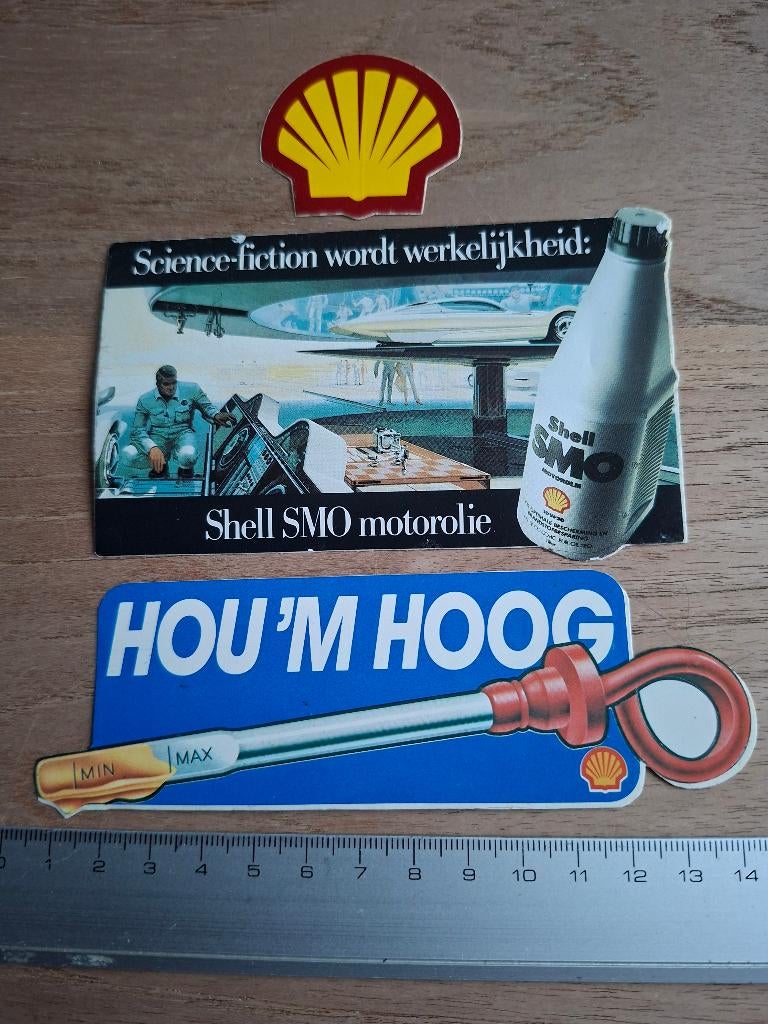 Science-fiction wordt werkelijkheid:
Shell
SMO
MOTOROLIE
Shell SMO motorolie
HOU 'M HOOG
MIN
MAX
0 1 2 3 4 5 6 7 8 9 10 11 12 13 14